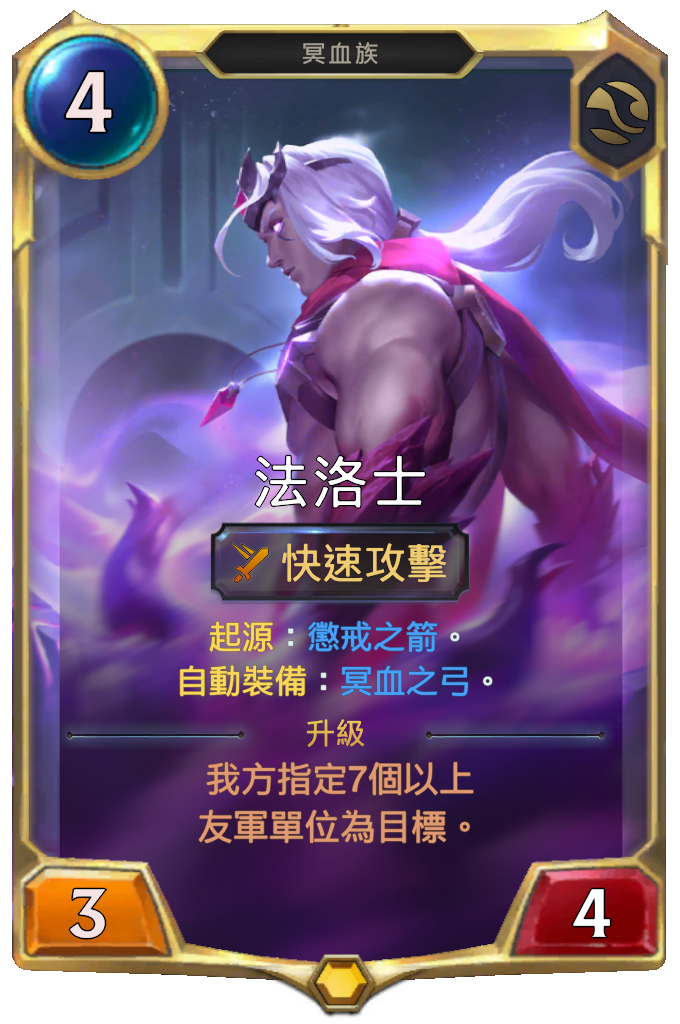 冥血族
4
法洛士
快速攻擊
起源：懲戒之箭。
自動裝備：冥血之弓。
升級
我方指定7個以上
友軍單位為目標。
3
4